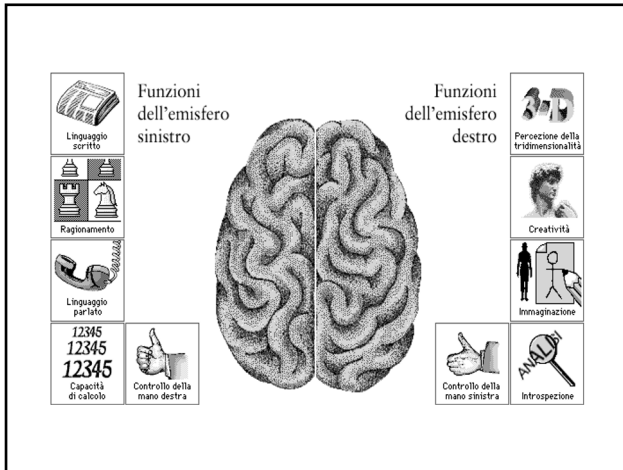 Funzioni
dell'emisfero
sinistro
Linguaggio
scritto
Ragionamento
Linguaggio
parlato
12345
12345
12345
Capacità
di calcolo
Controllo della
mano destra
Funzioni
dell'emisfero
destro
3-D
Percezione della
tridimensionalità
Creatività
Immaginazione
Controllo della
mano sinistra
ANALISI
Introspezione